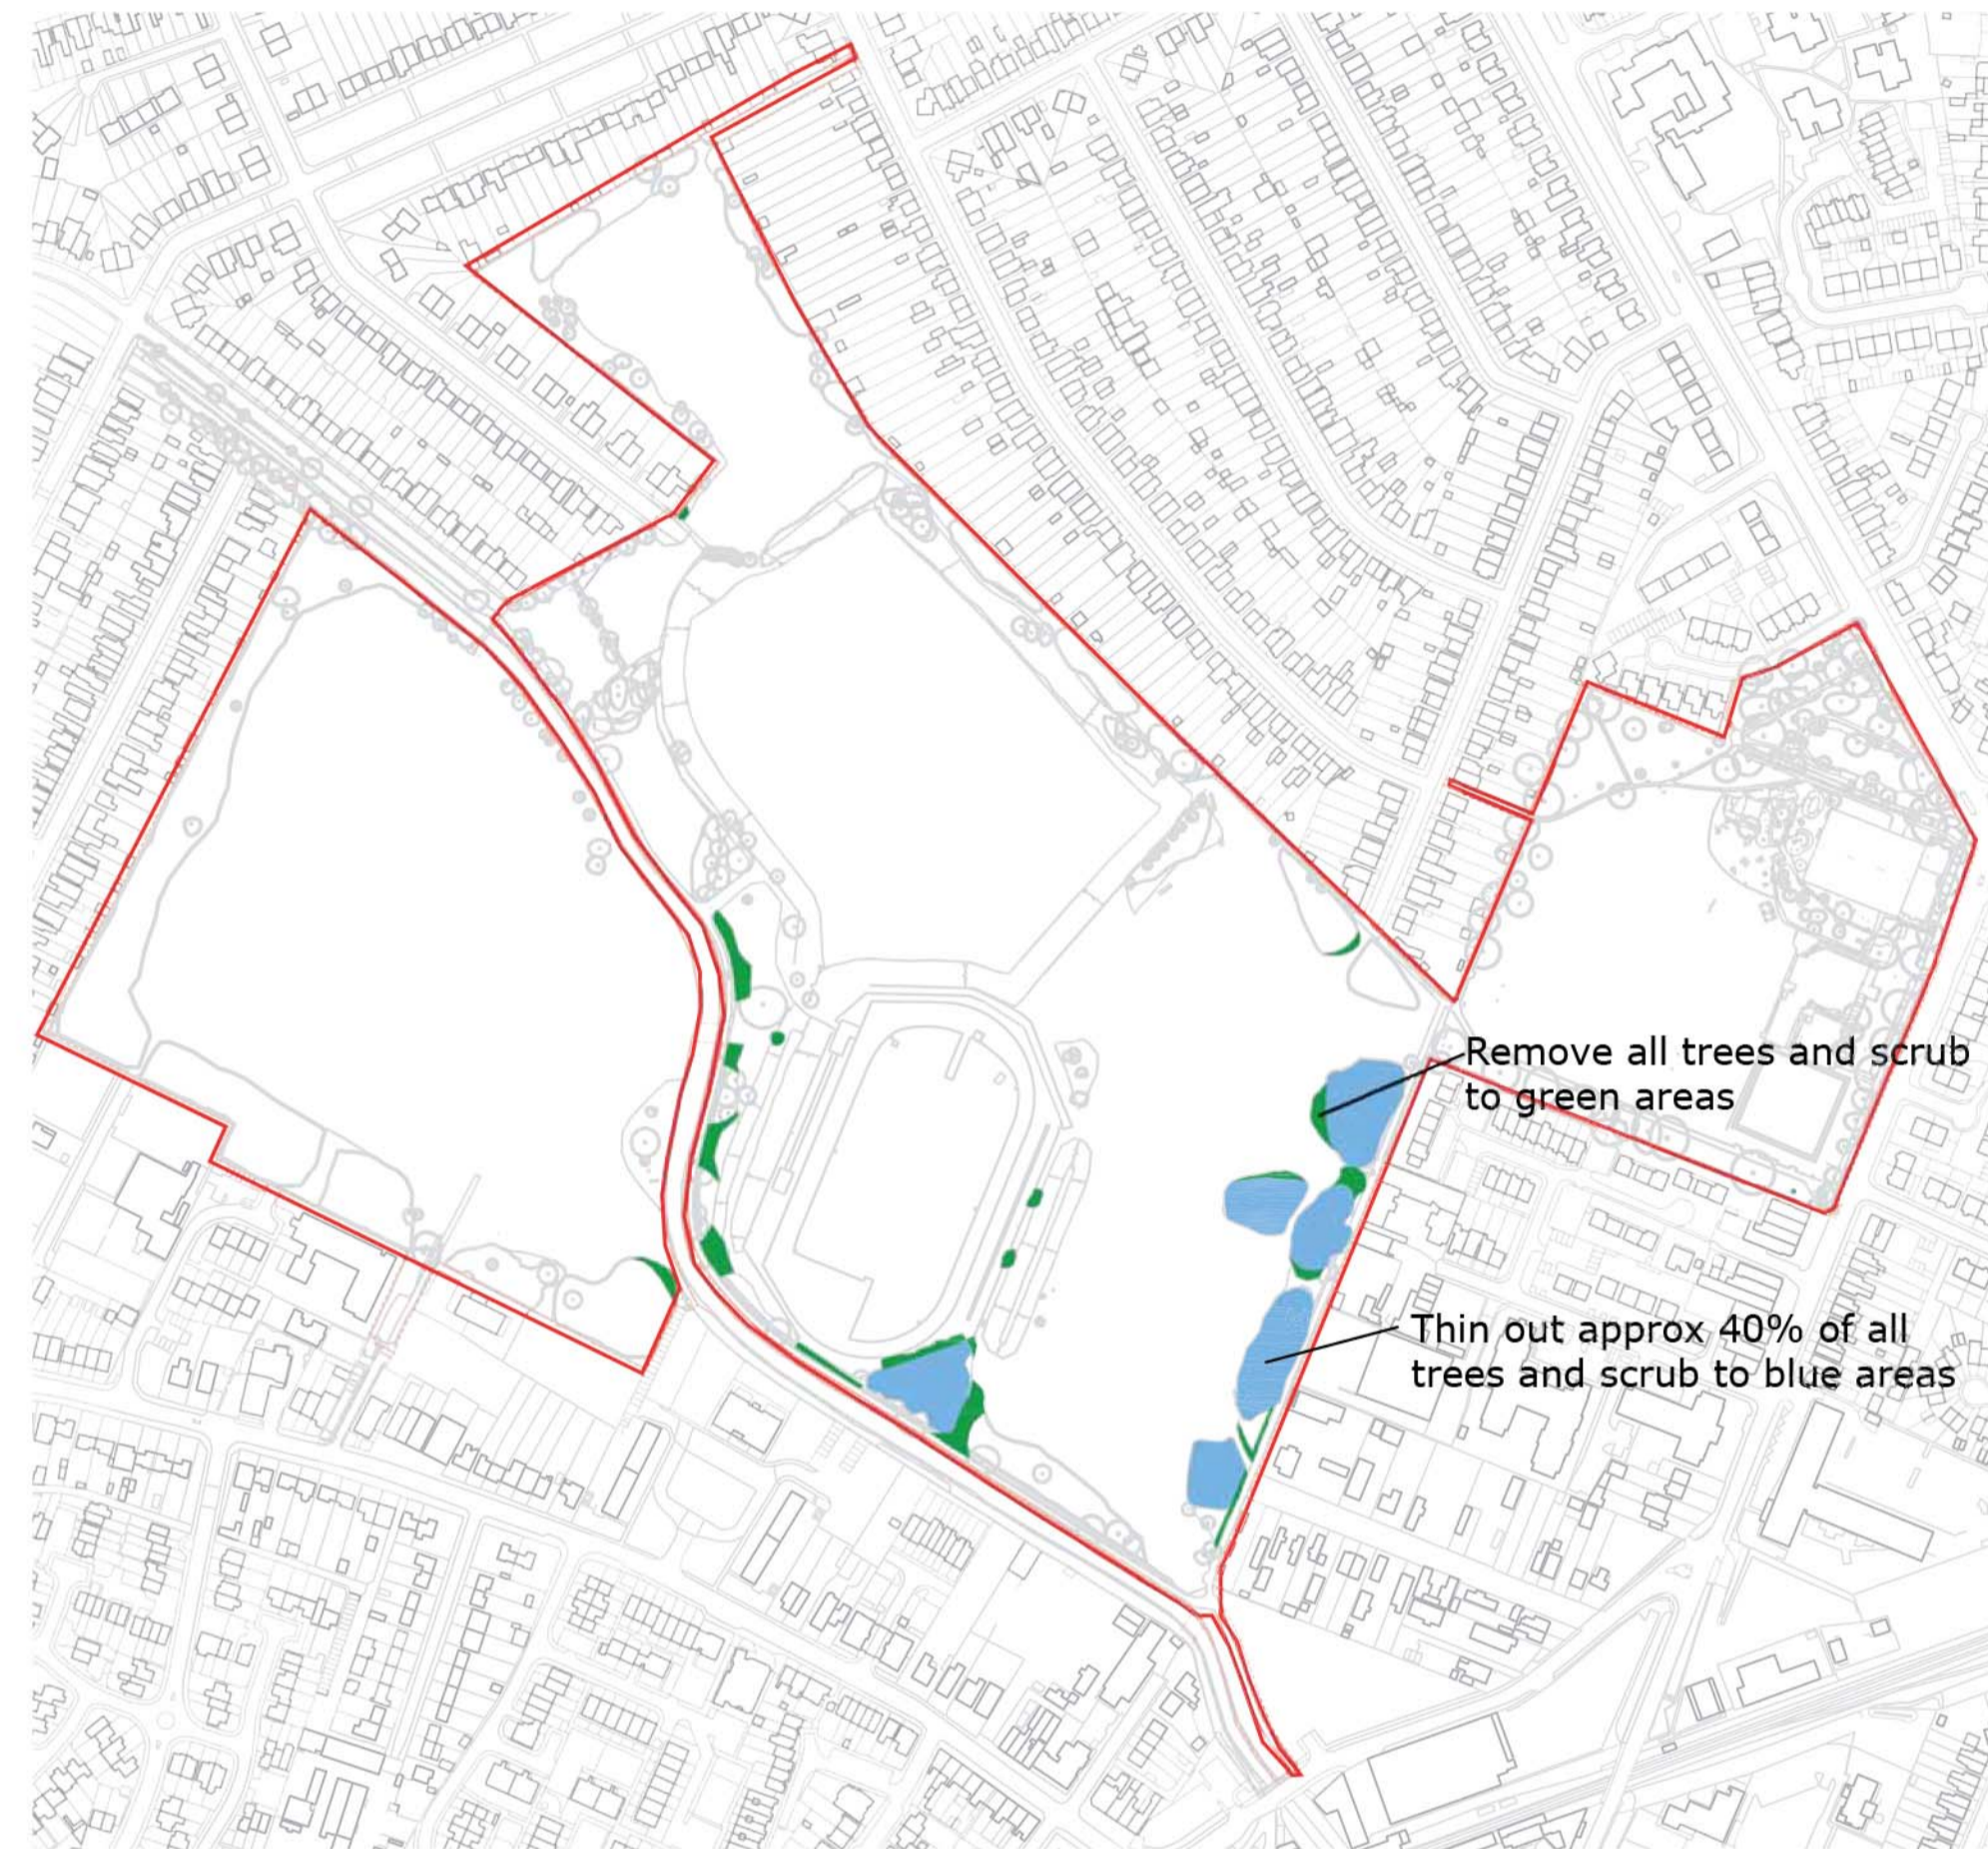 Remove all trees and scrub
to green areas
Thin out approx 40% of all
trees and scrub to blue areas